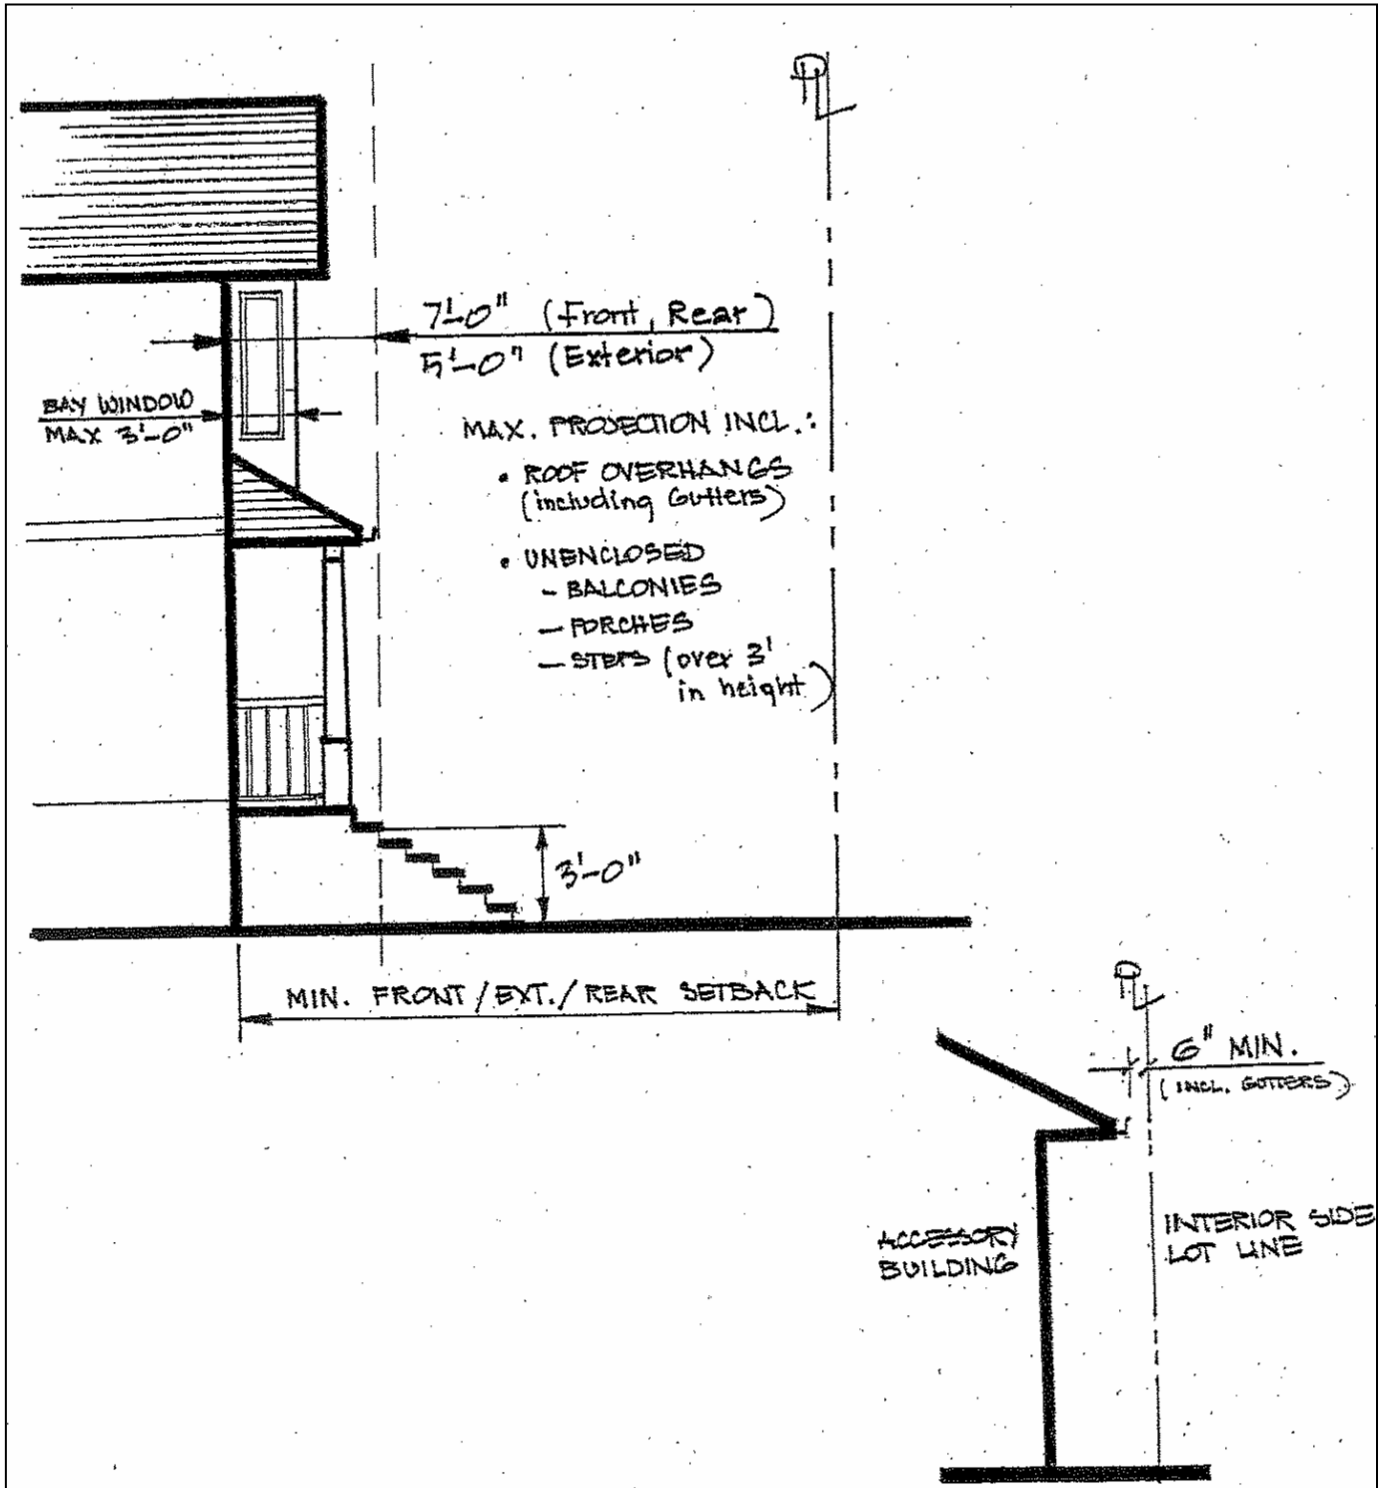 PL
7'-0" (Front, Rear)
5'-0" (Exterior)
BAY WINDOW
MAX 3'-0"
MAX. PROJECTION INCL.:
• ROOF OVERHANGS
(including Gutters)
• UNENCLOSED
- BALCONIES
- PORCHES
- STEPS (over 3'
in height)
3'-0"
MIN. FRONT/EXT./REAR SETBACK
PL
6" MIN.
(INCL. GUTTERS)
ACCESSORY
BUILDING
INTERIOR SIDE
LOT LINE